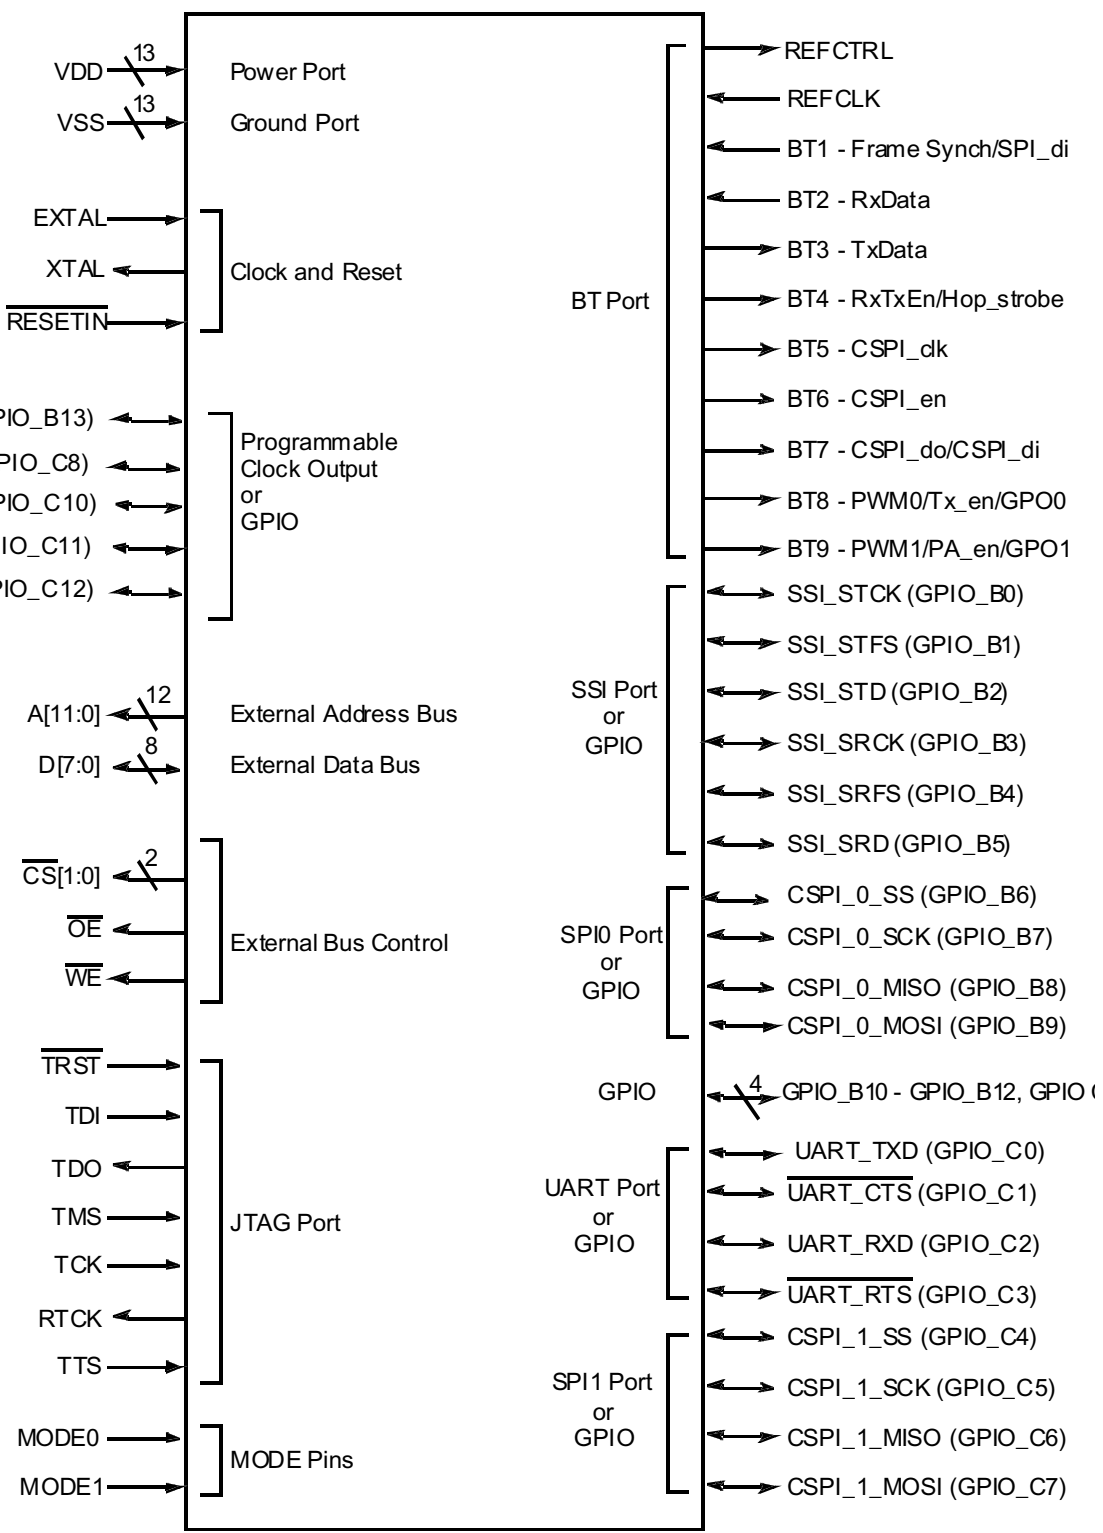 VDD 13 Power Port
VSS 13 Ground Port
EXTAL
XTAL
RESETIN
Clock and Reset
PIO_B13)
PIO_C8)
PIO_C10)
IO_C11)
PIO_C12)
Programmable
Clock Output
or
GPIO
A[11:0] 12 External Address Bus
D[7:0] 8 External Data Bus
CS[1:0] 2
OE
WE
External Bus Control
TRST
TDI
TDO
TMS
TCK
RTCK
TTS
JTAG Port
MODE0
MODE1
MODE Pins
BT Port
REFCTRL
REFCLK
BT1 - Frame Synch/SPI_di
BT2 - RxData
BT3 - TxData
BT4 - RxTxEn/Hop_strobe
BT5 - CSPI_clk
BT6 - CSPI_en
BT7 - CSPI_do/CSPI_di
BT8 - PWM0/Tx_en/GPO0
BT9 - PWM1/PA_en/GPO1
SSI Port
or
GPIO
SSI_STCK (GPIO_B0)
SSI_STFS (GPIO_B1)
SSI_STD (GPIO_B2)
SSI_SRCK (GPIO_B3)
SSI_SRFS (GPIO_B4)
SSI_SRD (GPIO_B5)
SPI0 Port
or
GPIO
CSPI_0_SS (GPIO_B6)
CSPI_0_SCK (GPIO_B7)
CSPI_0_MISO (GPIO_B8)
CSPI_0_MOSI (GPIO_B9)
GPIO 4 GPIO_B10 - GPIO_B12, GPIO
UART Port
or
GPIO
UART_TXD (GPIO_C0)
UART_CTS (GPIO_C1)
UART_RXD (GPIO_C2)
UART_RTS (GPIO_C3)
SPI1 Port
or
GPIO
CSPI_1_SS (GPIO_C4)
CSPI_1_SCK (GPIO_C5)
CSPI_1_MISO (GPIO_C6)
CSPI_1_MOSI (GPIO_C7)